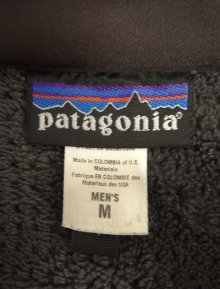 patagonia®
Made in COLOMBIA of U.S.
Materials
Fabriqué EN COLOMBIE des
Materiaux des USA
MEN'S
M